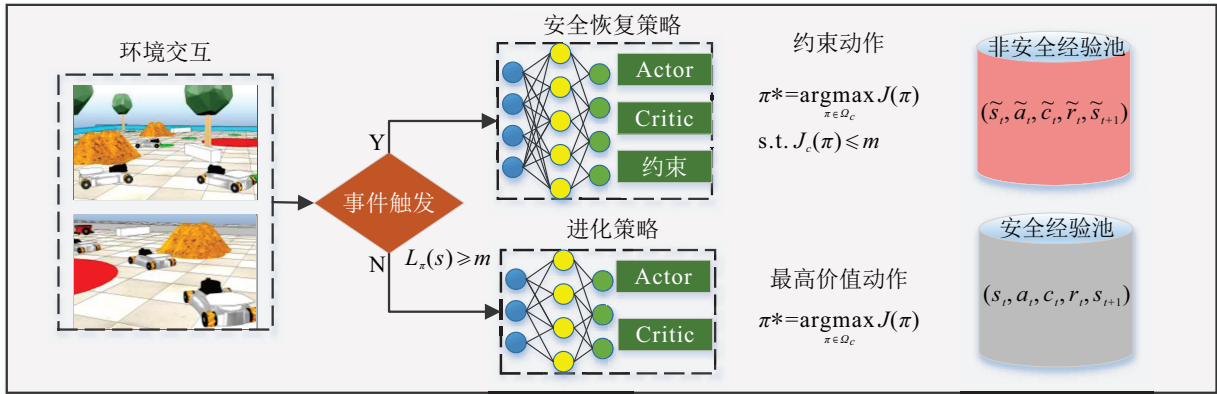 环境交互
Y
事件触发
N
L_π(s)⩾m
安全恢复策略
Actor
Critic
约束
约束动作
π*=argmax J(π)
π∈Ω_c
s.t. J_c(π)⩽m
非安全经验池
(s̃_t, ã_t, c̃_t, r̃_t, s̃_{t+1})
进化策略
Actor
Critic
最高价值动作
π*=argmax J(π)
π∈Ω_c
安全经验池
(s_t, a_t, c_t, r_t, s_{t+1})